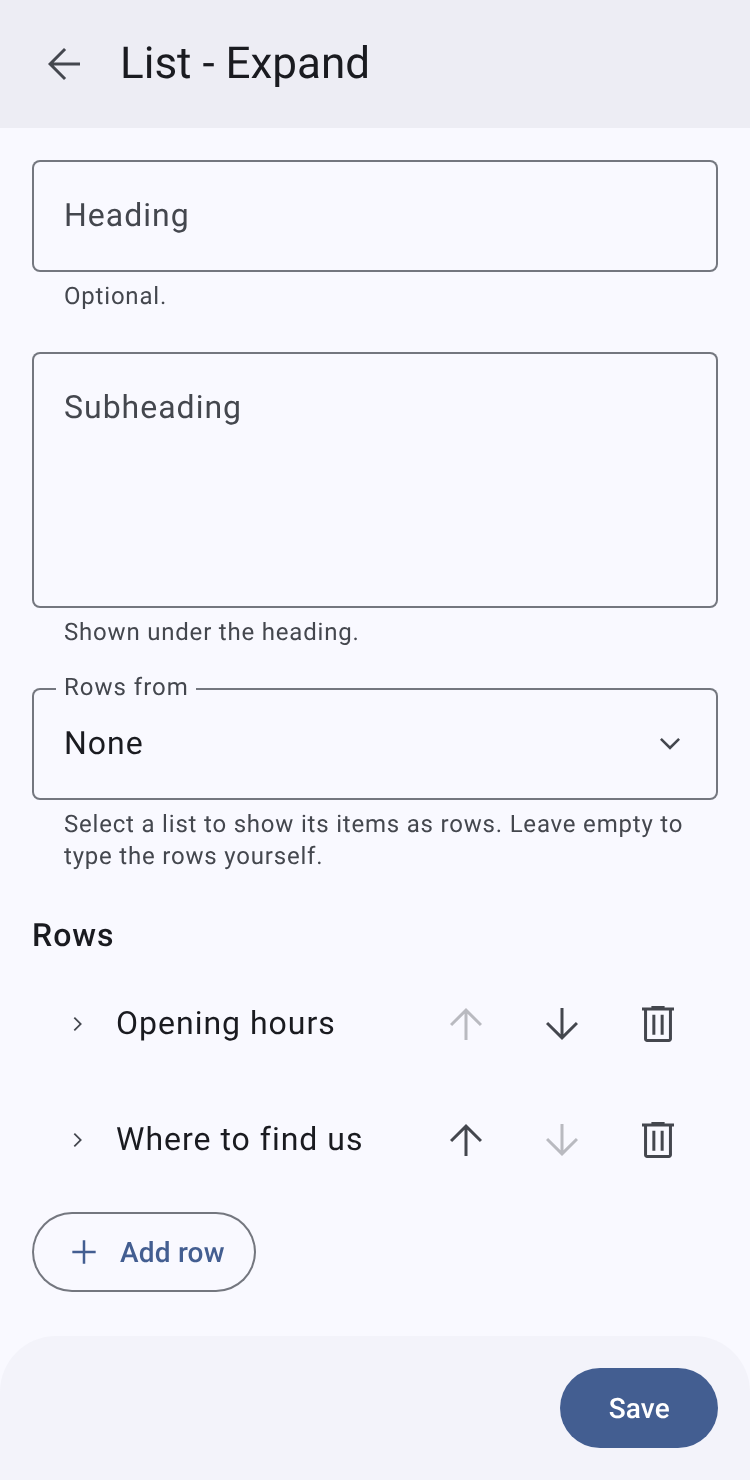 List - Expand
Heading
Optional.
Subheading
Shown under the heading.
Rows from
None
Select a list to show its items as rows. Leave empty to
type the rows yourself.
Rows
Opening hours
Where to find us
Add row
Save